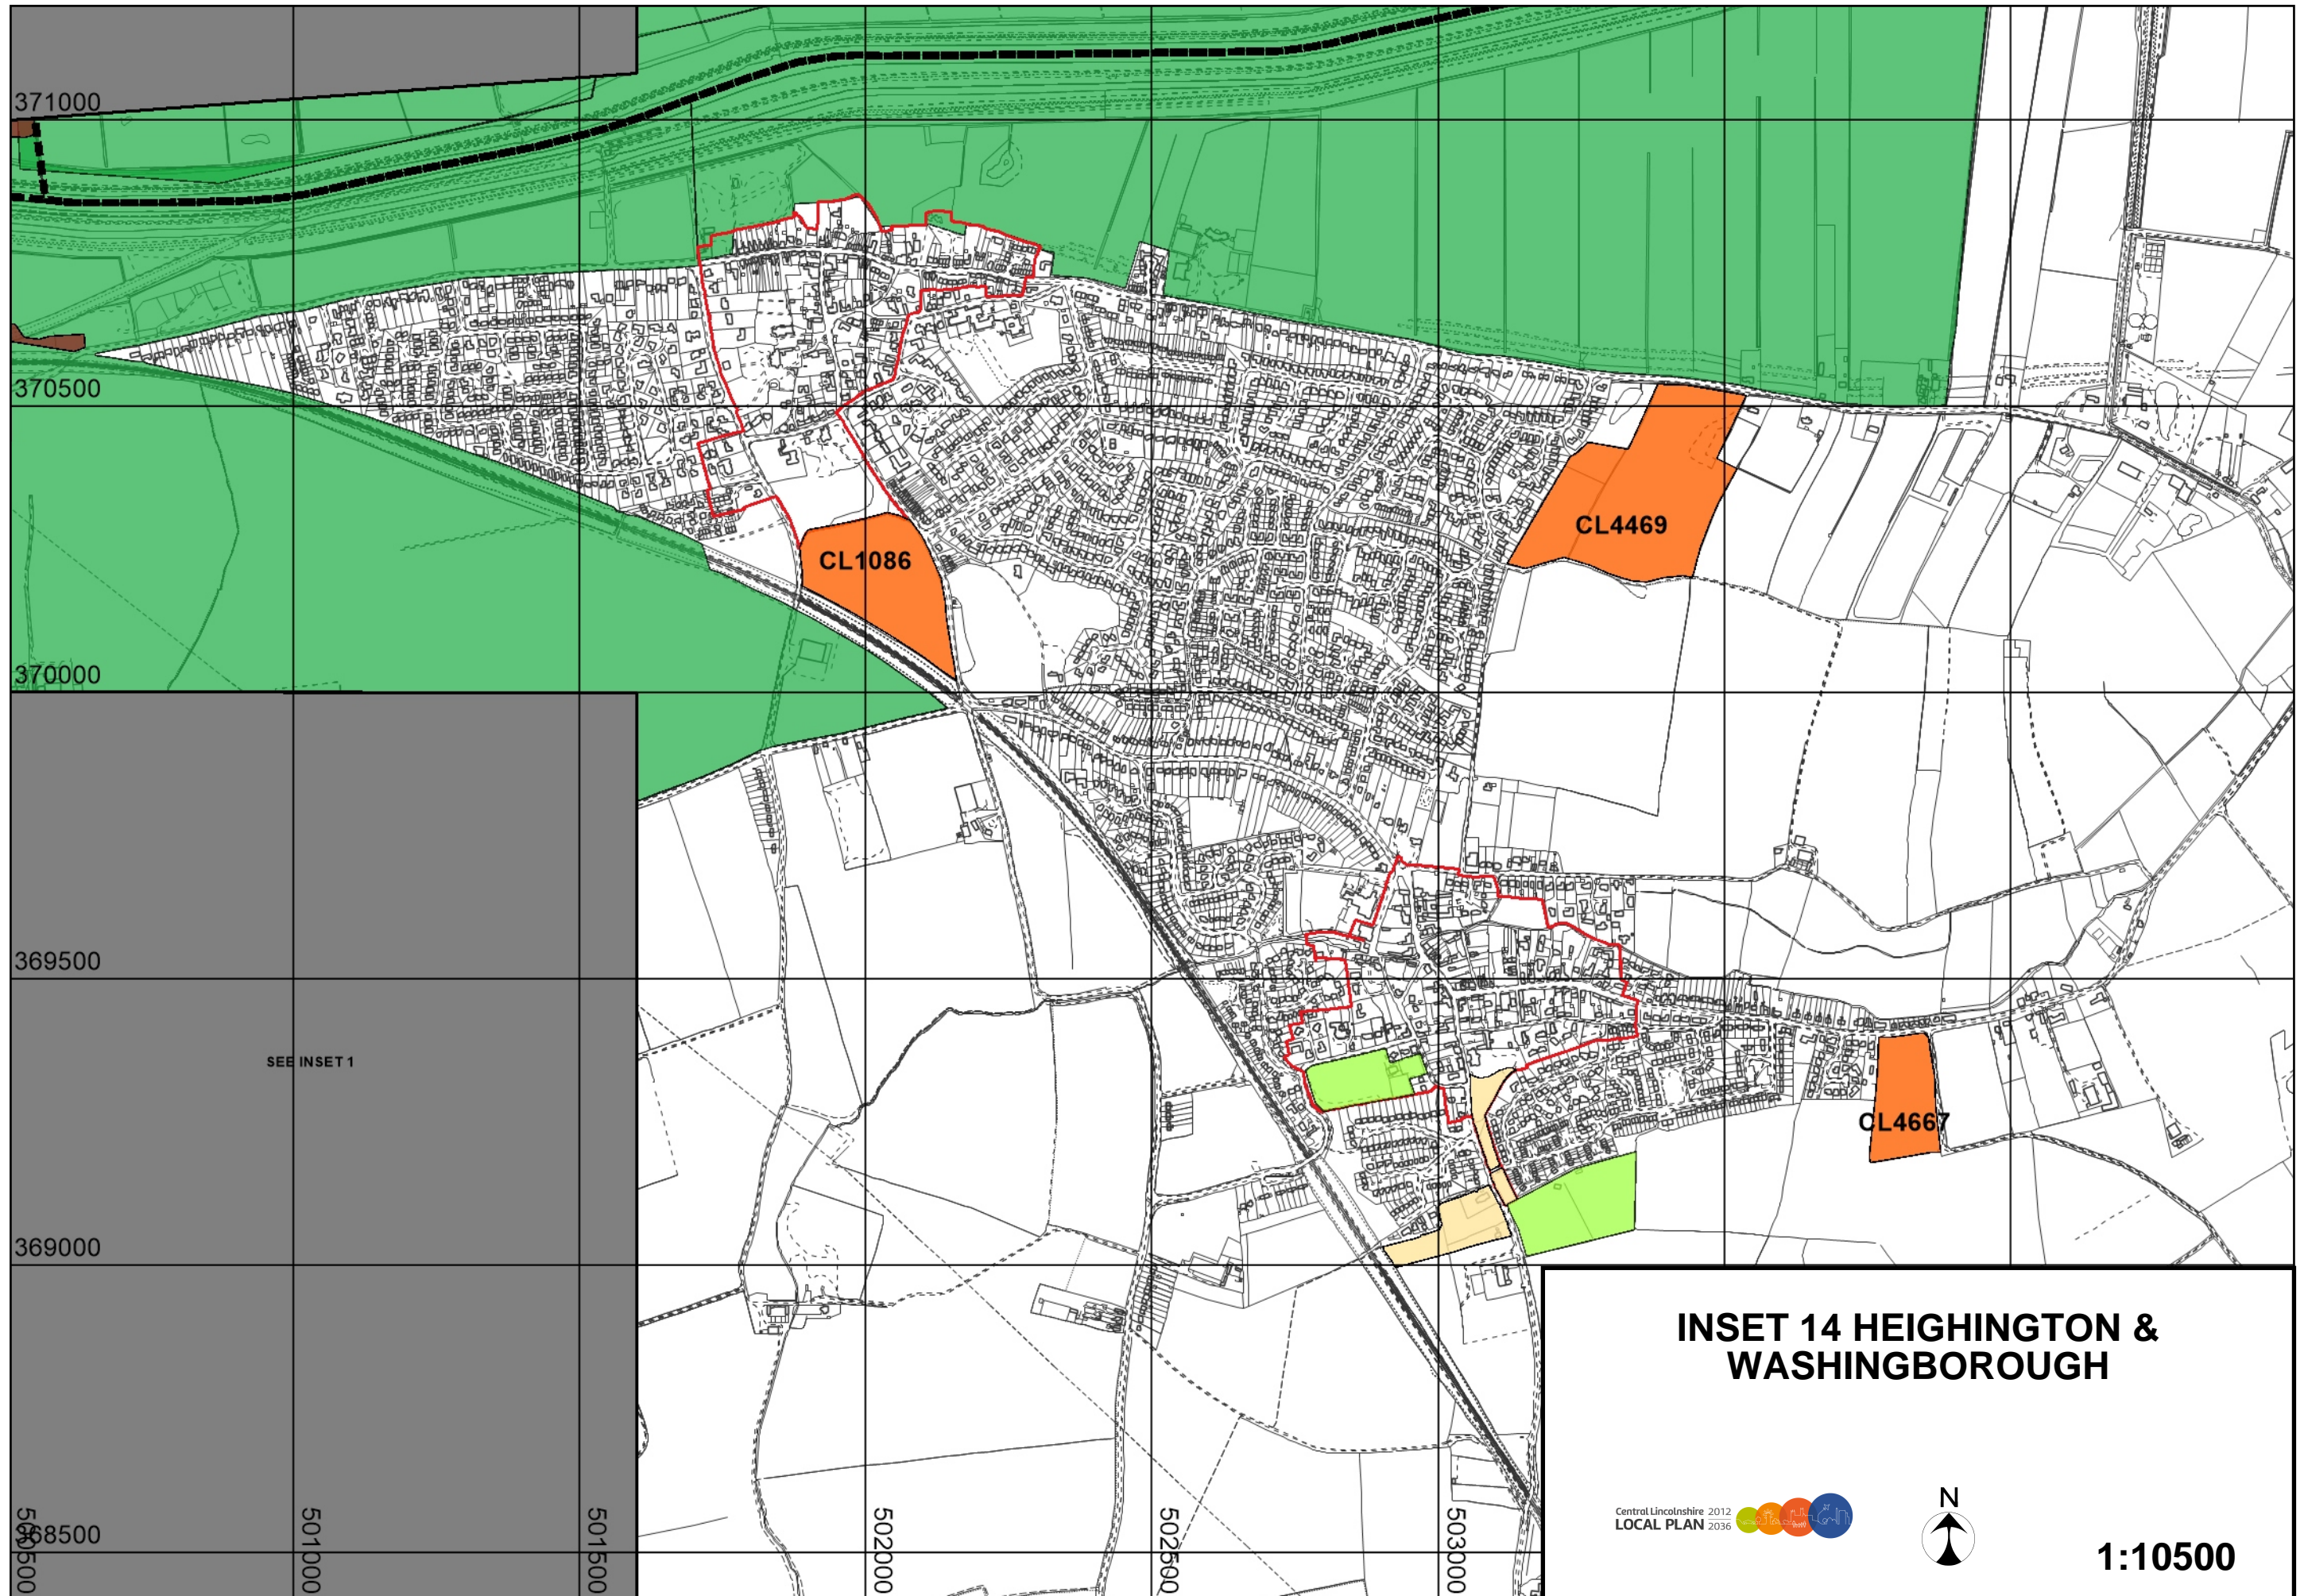 371000
370500
CL4469
CL1086
370000
369500
SEE INSET 1
CL4667
369000
INSET 14 HEIGHINGTON &
WASHINGBOROUGH
Central Lincolnshire 2012
LOCAL PLAN 2036
N
1:10500
368500
500500
501000
501500
502000
502500
503000